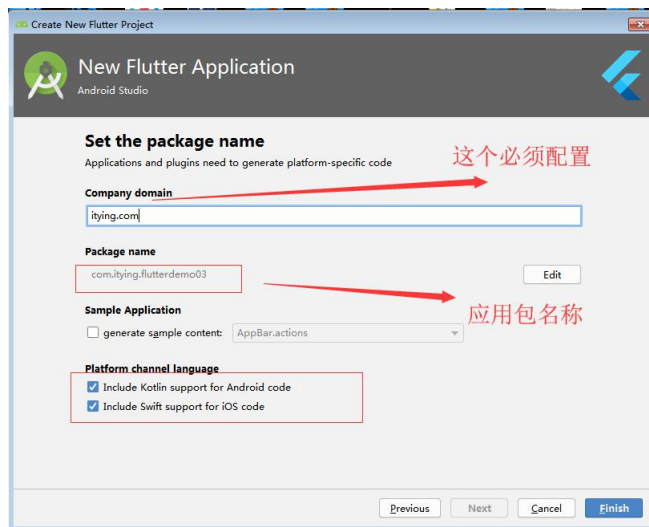 Create New Flutter Project
New Flutter Application
Android Studio
Set the package name
Applications and plugins need to generate platform-specific code
这个必须配置
Company domain
itying.com
Package name
com.itying.flutterdemo03
Edit
应用包名称
Sample Application
generate sample content:
AppBar.actions
Platform channel language
Include Kotlin support for Android code
Include Swift support for iOS code
Previous
Next
Cancel
Finish